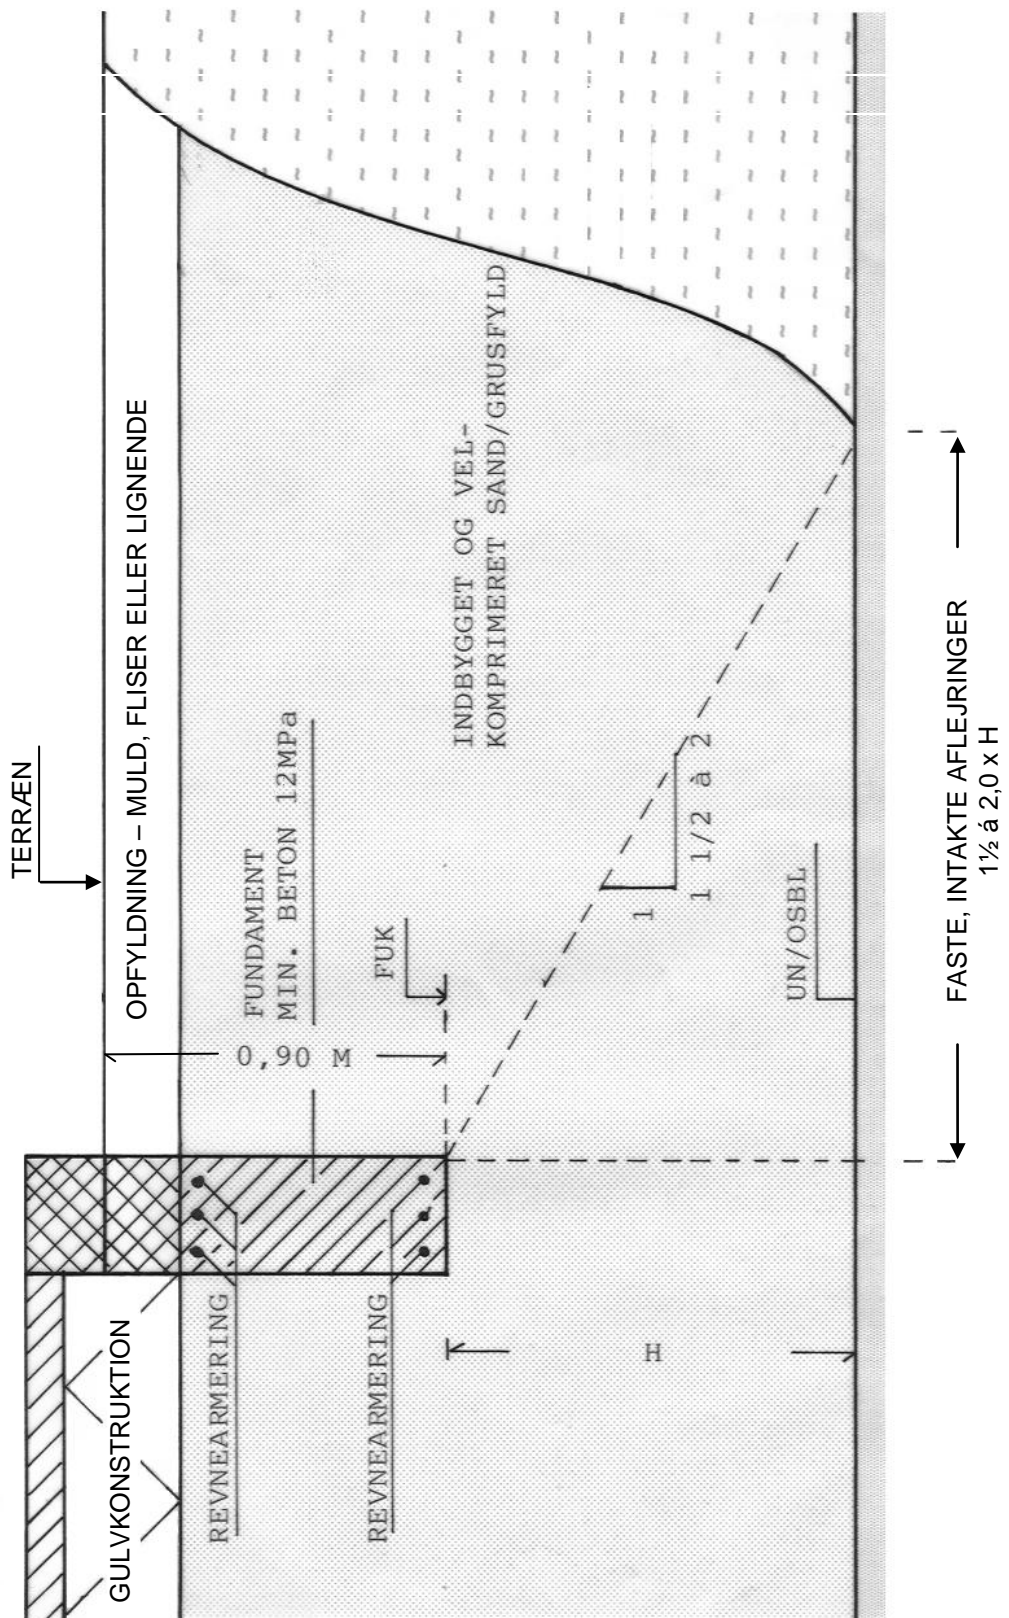 TERRÆN
OPFYLDNING – MULD, FLISER ELLER LIGNENDE
GULVKONSTRUKTION
FUNDAMENT
MIN. BETON 12MPa
0,90 M
REVNEARMERING
FUK
REVNEARMERING
INDBYGGET OG VEL-
KOMPRIMERET SAND/GRUSFYLD
1
1 1/2 à 2
H
UN/OSBL
FASTE, INTAKTE AFLEJRINGER
1½ á 2,0 x H